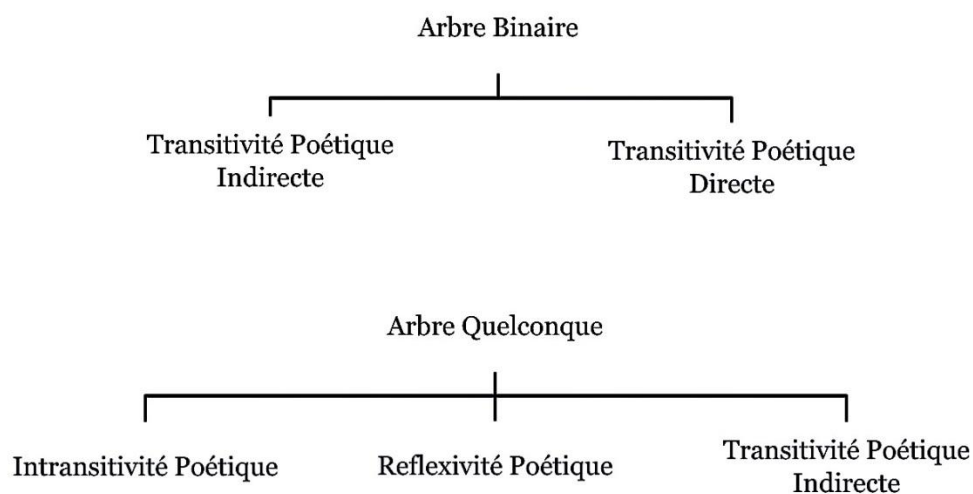 Arbre Binaire
Transitivité Poétique
Indirecte
Transitivité Poétique
Directe
Arbre Quelconque
Intransitivité Poétique
Reflexivité Poétique
Transitivité Poétique
Indirecte